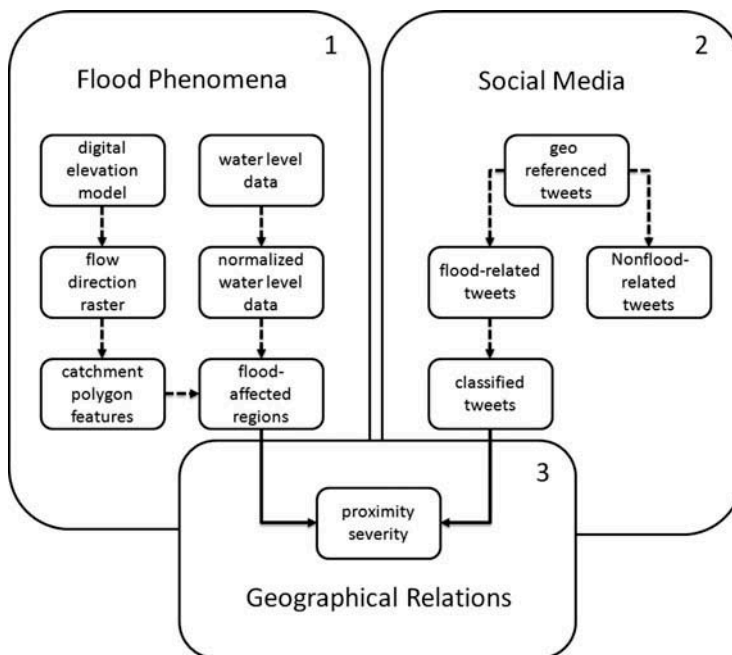 1
Flood Phenomena
digital
elevation
model
water level
data
flow
direction
raster
normalized
water level
data
catchment
polygon
features
flood-
affected
regions
2
Social Media
geo
referenced
tweets
flood-related
tweets
Nonflood-
related
tweets
classified
tweets
3
proximity
severity
Geographical Relations